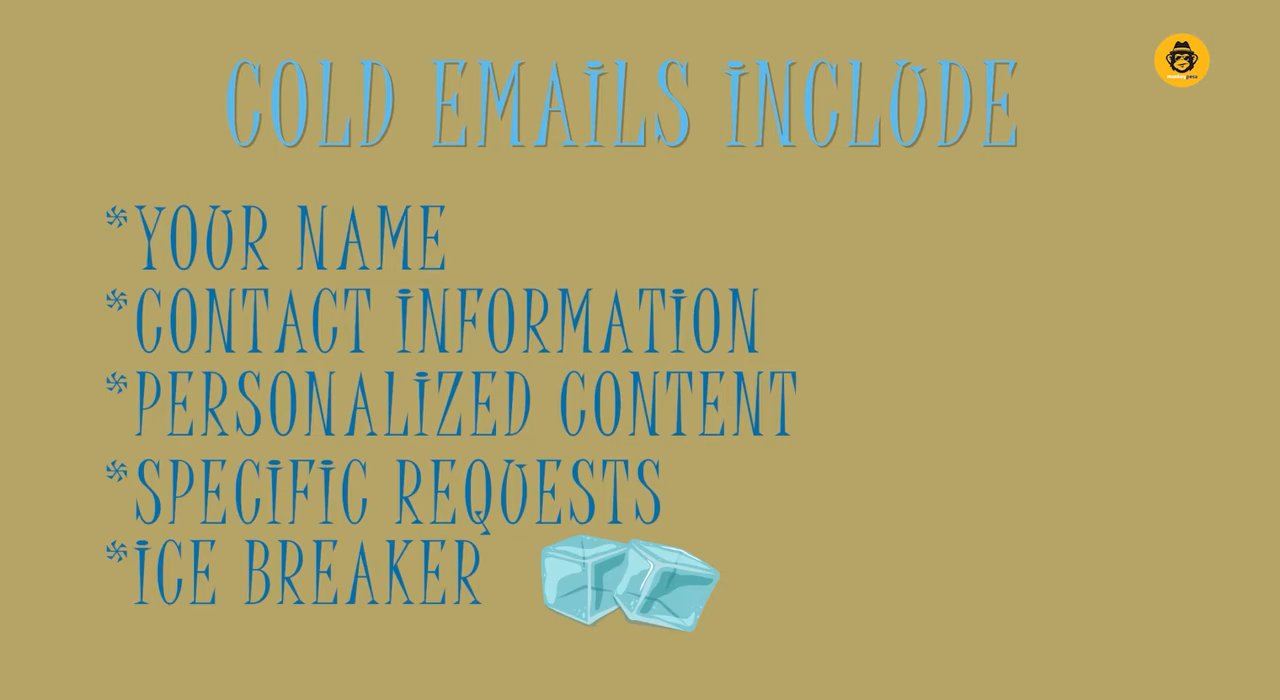 COLD EMAILS INCLUDE
*YOUR NAME
*CONTACT INFORMATION
*PERSONALIZED CONTENT
*SPECIFIC REQUESTS
*ICE BREAKER